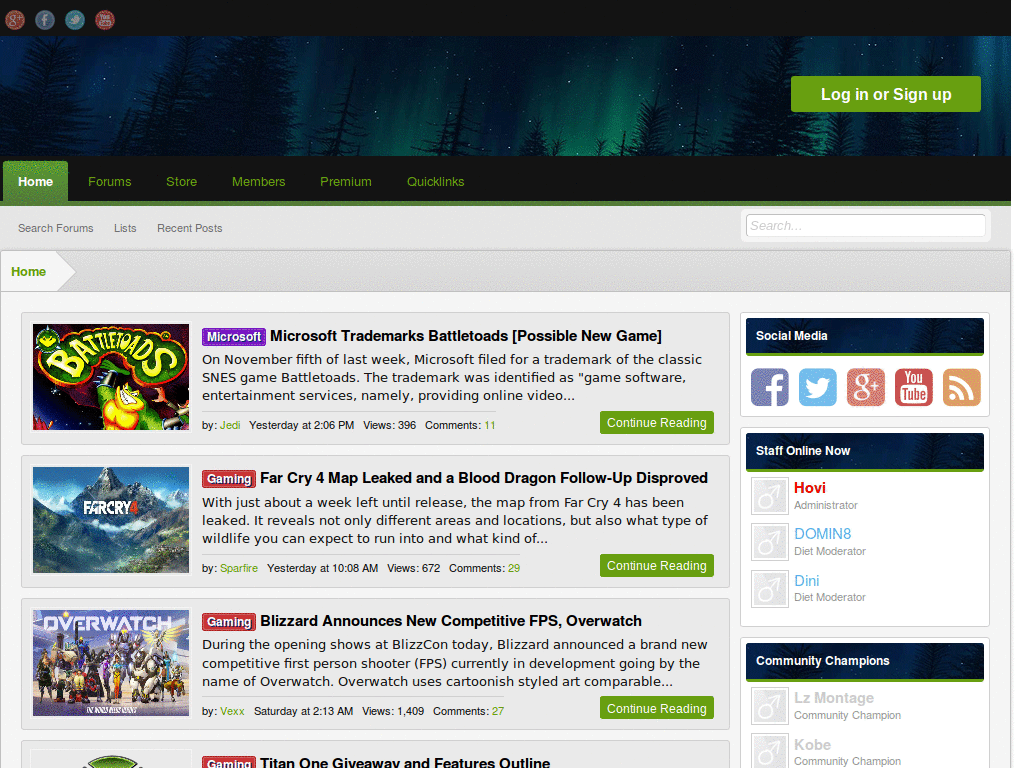 Log in or Sign up
Home
Forums
Store
Members
Premium
Quicklinks
Search Forums
Lists
Recent Posts
Search...
Home
BATTLETOADS
Microsoft Microsoft Trademarks Battletoads [Possible New Game]
On November fifth of last week, Microsoft filed for a trademark of the classic
SNES game Battletoads. The trademark was identified as "game software,
entertainment services, namely, providing online video...
by: Jedi Yesterday at 2:06 PM Views: 396 Comments: 11
Continue Reading
FARCRY4
Gaming Far Cry 4 Map Leaked and a Blood Dragon Follow-Up Disproved
With just about a week left until release, the map from Far Cry 4 has been
leaked. It reveals not only different areas and locations, but also what type of
wildlife you can expect to run into and what kind of...
by: Sparfire Yesterday at 10:08 AM Views: 672 Comments: 29
Continue Reading
OVERWATCH
THE WORLD NEEDS HEROES
Gaming Blizzard Announces New Competitive FPS, Overwatch
During the opening shows at BlizzCon today, Blizzard announced a brand new
competitive first person shooter (FPS) currently in development going by the
name of Overwatch. Overwatch uses cartoonish styled art comparable...
by: Vexx Saturday at 2:13 AM Views: 1,409 Comments: 27
Continue Reading
Gaming Titan One Giveaway and Features Outline
Social Media
You
Tube
Staff Online Now
Hovi
Administrator
DOMIN8
Diet Moderator
Dini
Diet Moderator
Community Champions
Lz Montage
Community Champion
Kobe
Community Champion